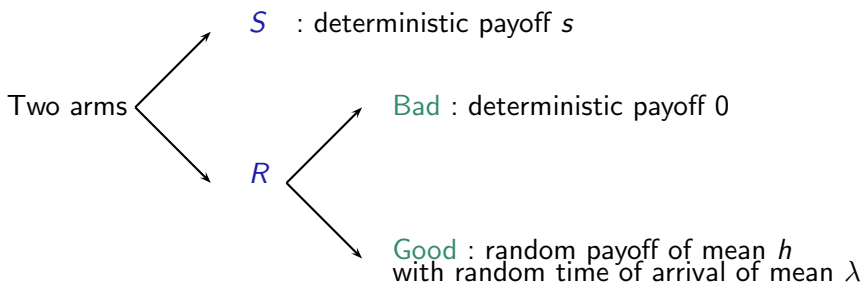 S : deterministic payoff s
Two arms
Bad : deterministic payoff 0
R
Good : random payoff of mean h
with random time of arrival of mean λ